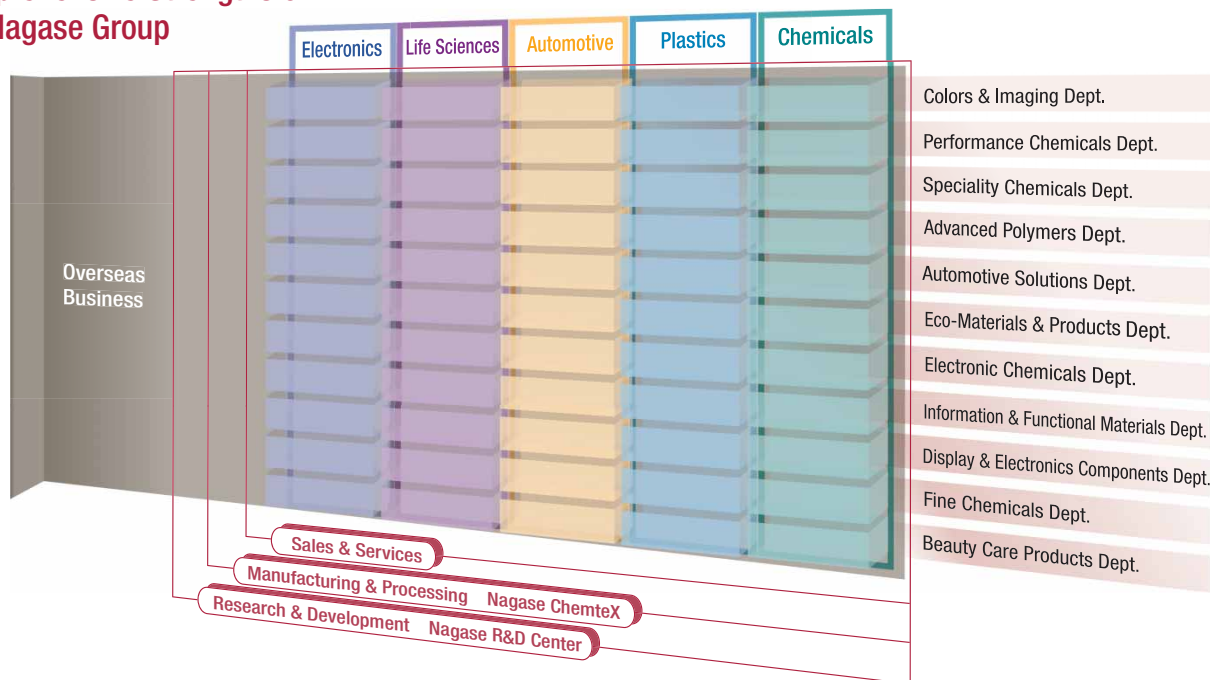 Nagase Group
Electronics
Life Sciences
Automotive
Plastics
Chemicals
Colors & Imaging Dept.
Performance Chemicals Dept.
Speciality Chemicals Dept.
Advanced Polymers Dept.
Automotive Solutions Dept.
Eco-Materials & Products Dept.
Electronic Chemicals Dept.
Information & Functional Materials Dept.
Display & Electronics Components Dept.
Fine Chemicals Dept.
Beauty Care Products Dept.
Overseas
Business
Sales & Services
Manufacturing & Processing Nagase ChemteX
Research & Development Nagase R&D Center